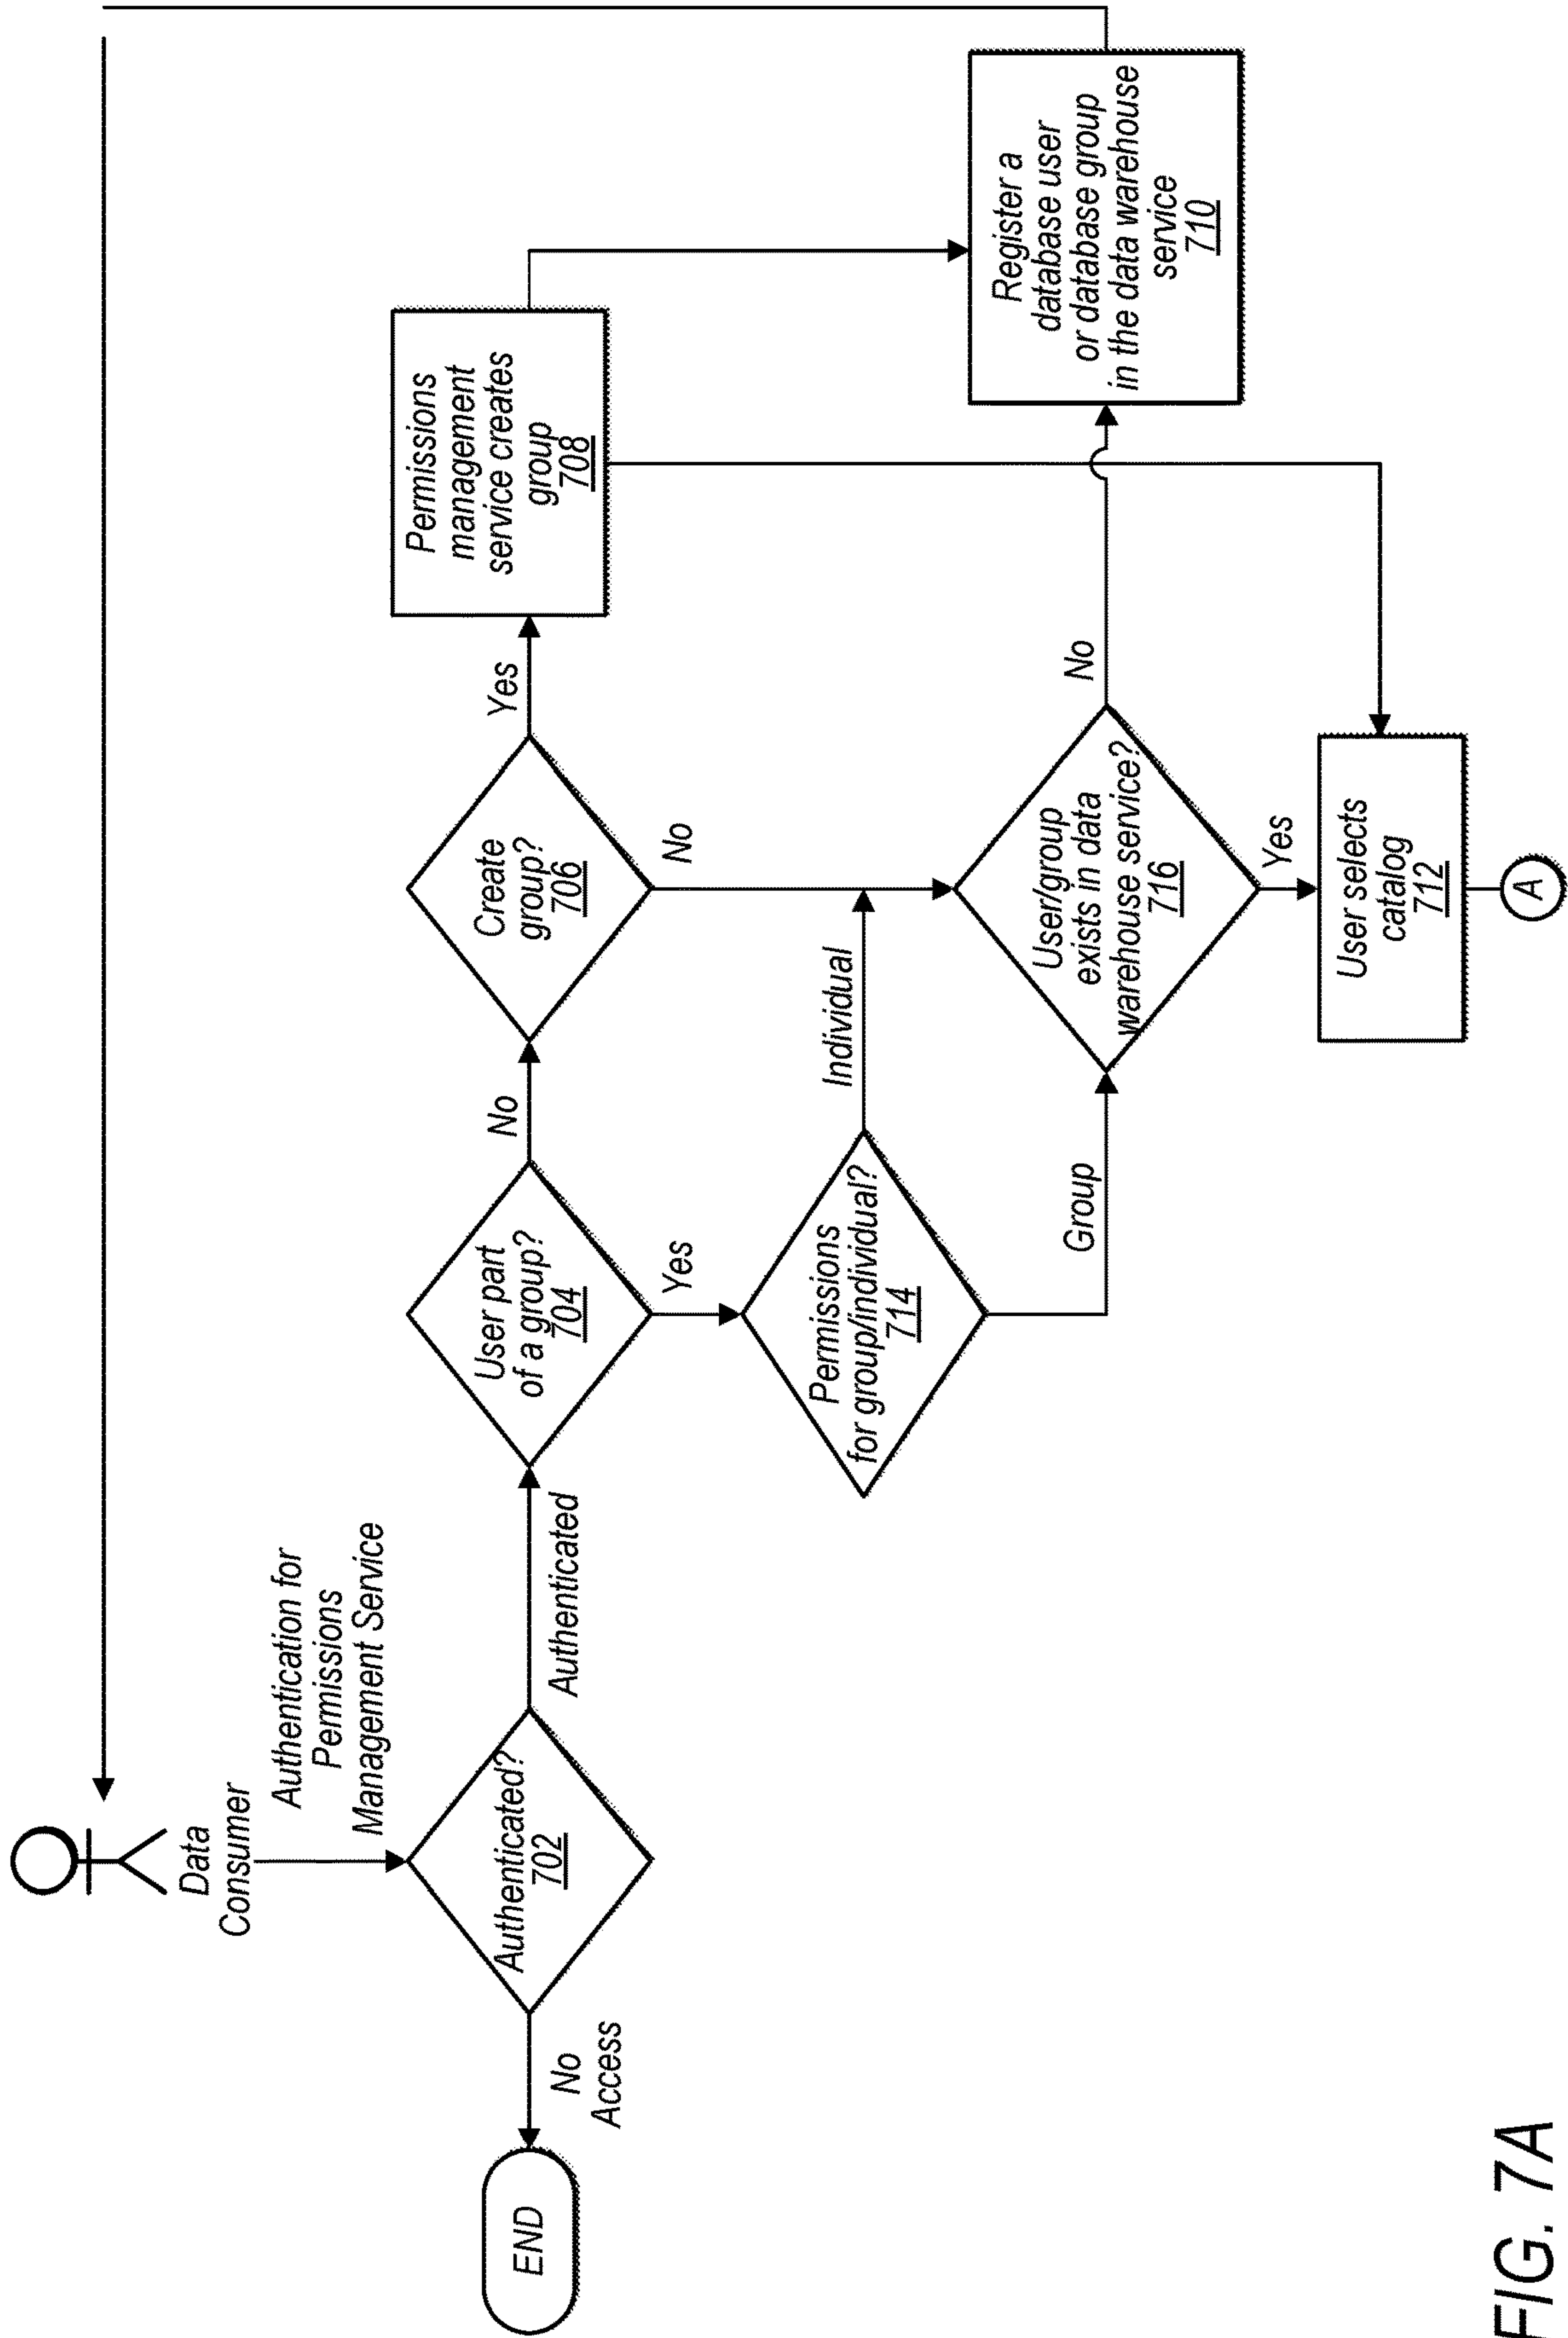 Data
Consumer
Authentication for
Permissions
Management Service
END
No
Access
Authenticated?
702
Authenticated
User part
of a group?
704
No
Create
group?
706
Yes
Permissions
management
service creates
group
708
Yes
Permissions
for group/individual?
714
Individual
Group
No
User/group
exists in data
warehouse service?
716
No
Register a
database user
or database group
in the data warehouse
service
710
Yes
User selects
catalog
712
A
FIG. 7A